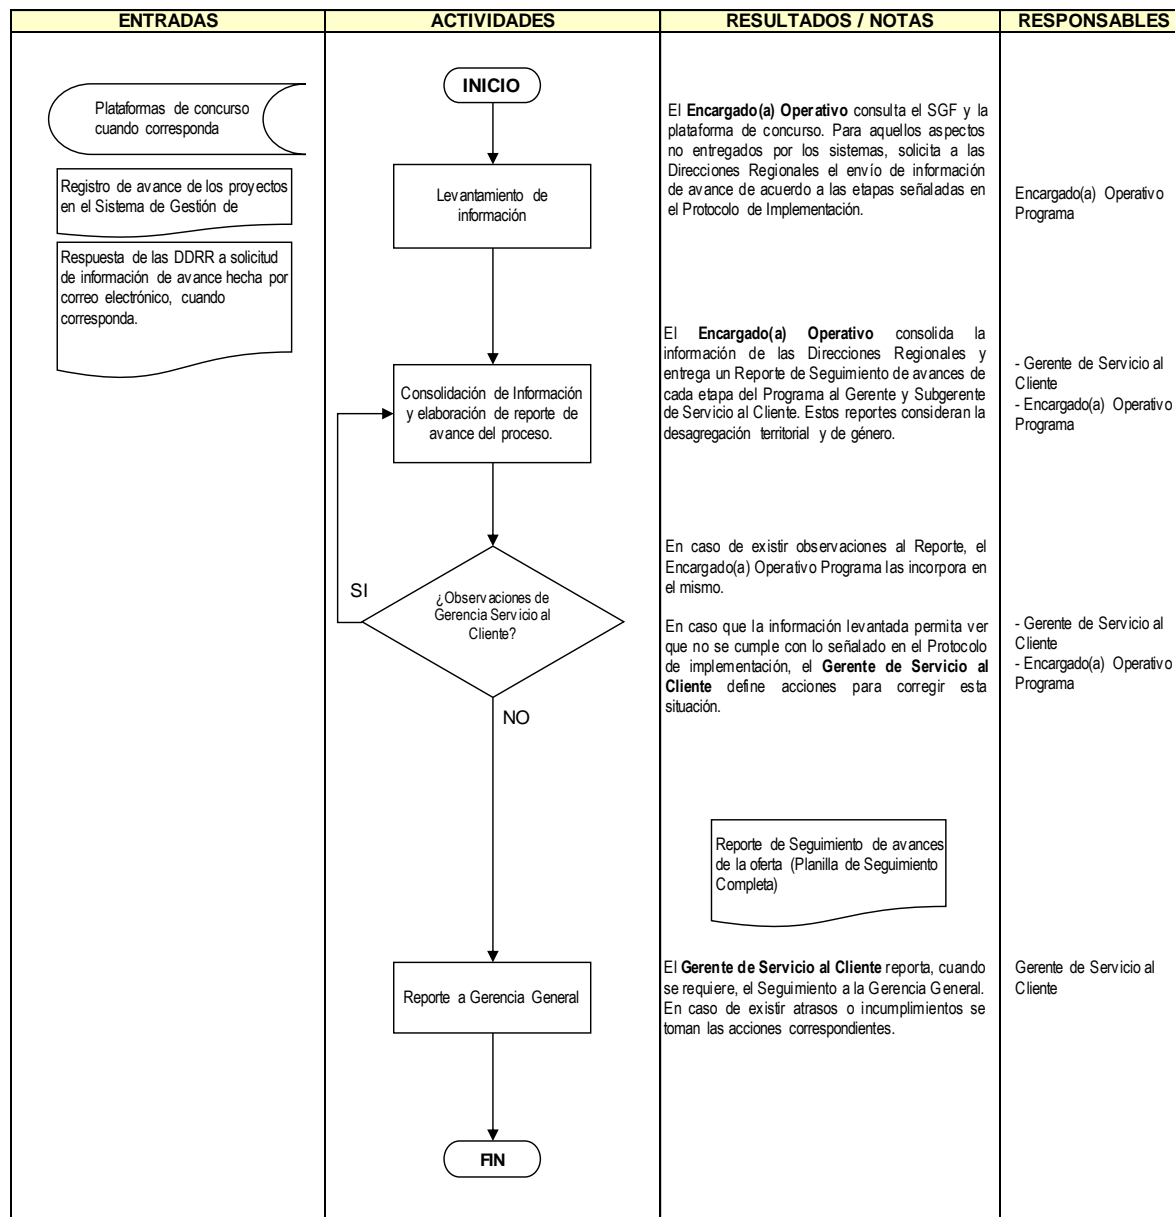 ENTRADAS
ACTIVIDADES
RESULTADOS / NOTAS
RESPONSABLES
Plataformas de concurso
cuando corresponda
Registro de avance de los proyectos
en el Sistema de Gestión de
Respuesta de las DDRR a solicitud
de información de avance hecha por
correo electrónico, cuando
corresponda.
INICIO
Levantamiento de
información
El Encargado(a) Operativo consulta el SGF y la
plataforma de concurso. Para aquellos aspectos
no entregados por los sistemas, solicita a las
Direcciones Regionales el envío de información
de avance de acuerdo a las etapas señaladas en
el Protocolo de Implementación.
Encargado(a) Operativo
Programa
Consolidación de Información
y elaboración de reporte de
avance del proceso.
El Encargado(a) Operativo consolida la
información de las Direcciones Regionales y
entrega un Reporte de Seguimiento de avances de
cada etapa del Programa al Gerente y Subgerente
de Servicio al Cliente. Estos reportes consideran la
desagregación territorial y de género.
- Gerente de Servicio al
Cliente
- Encargado(a) Operativo
Programa
SI
¿Observaciones de
Gerencia Servicio al
Cliente?
NO
En caso de existir observaciones al Reporte, el
Encargado(a) Operativo Programa las incorpora en
el mismo.
En caso que la información levantada permita ver
que no se cumple con lo señalado en el Protocolo
de implementación, el Gerente de Servicio al
Cliente define acciones para corregir esta
situación.
- Gerente de Servicio al
Cliente
- Encargado(a) Operativo
Programa
Reporte de Seguimiento de avances
de la oferta (Planilla de Seguimiento
Completa)
Reporte a Gerencia General
El Gerente de Servicio al Cliente reporta, cuando
se requiere, el Seguimiento a la Gerencia General.
En caso de existir atrasos o incumplimientos se
toman las acciones correspondientes.
Gerente de Servicio al
Cliente
FIN